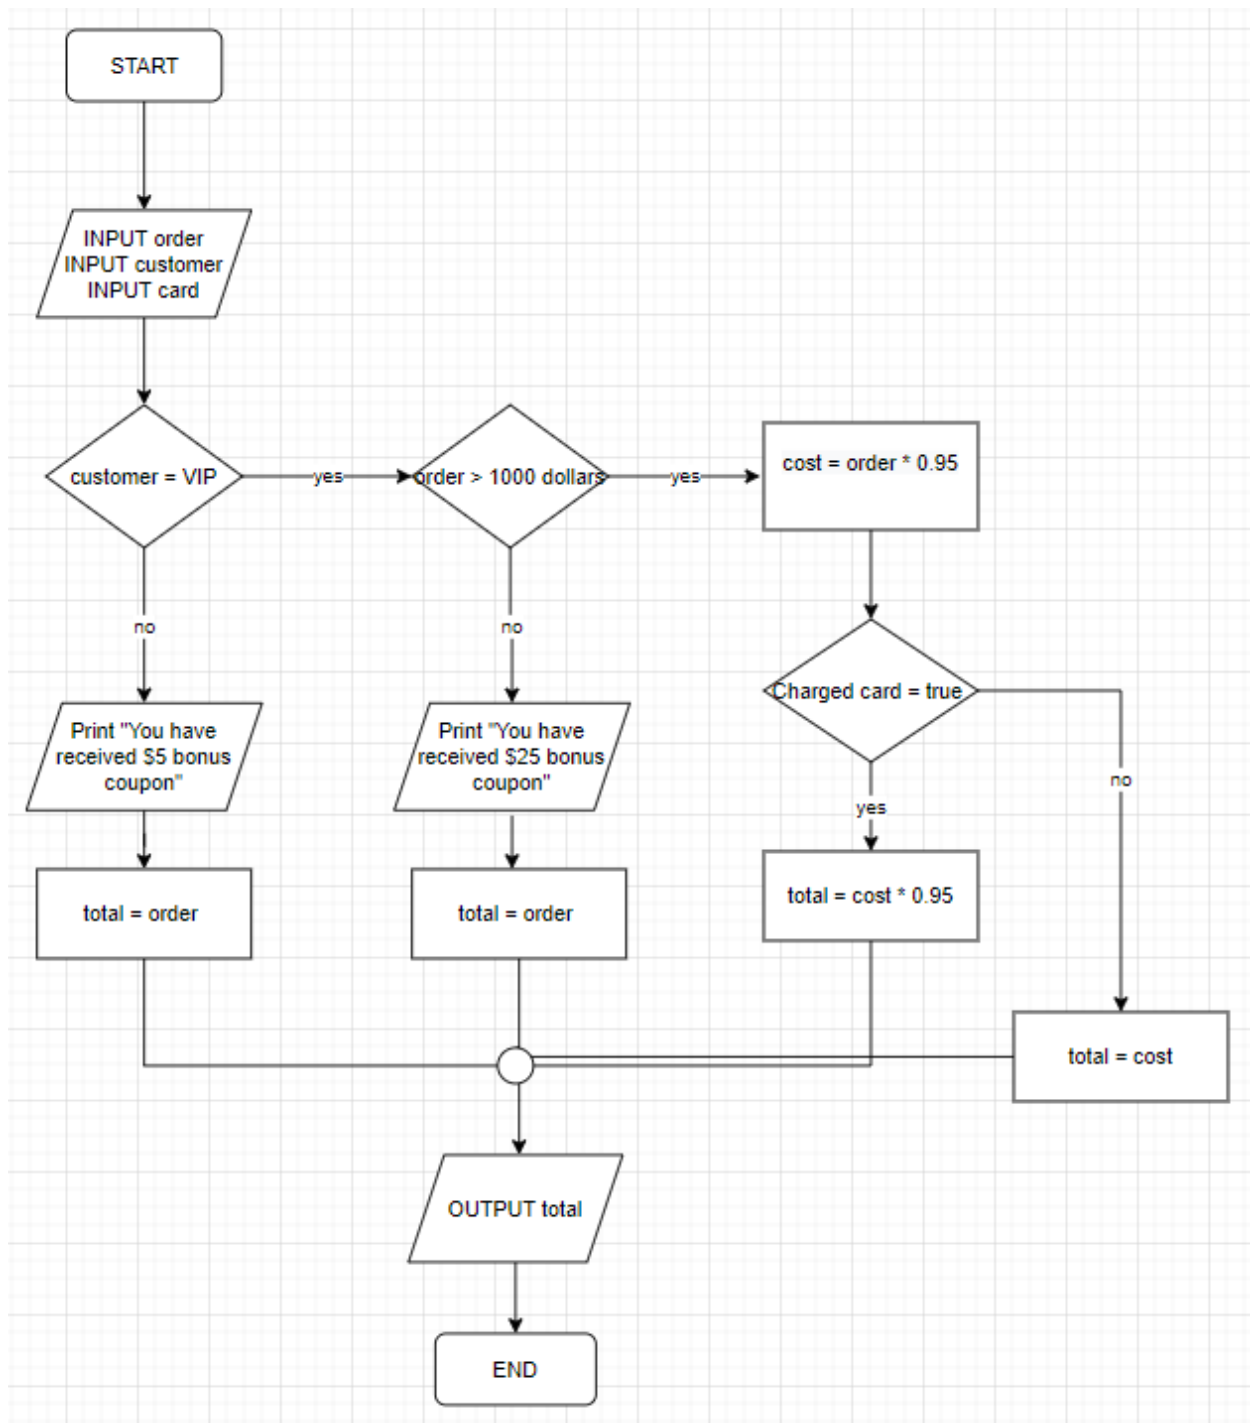 START
INPUT order
INPUT customer
INPUT card
customer = VIP
yes
order > 1000 dollars
yes
cost = order * 0.95
no
no
Charged card = true
Print "You have
received $5 bonus
coupon"
Print "You have
received $25 bonus
coupon"
yes
no
total = order
total = order
total = cost * 0.95
total = cost
OUTPUT total
END